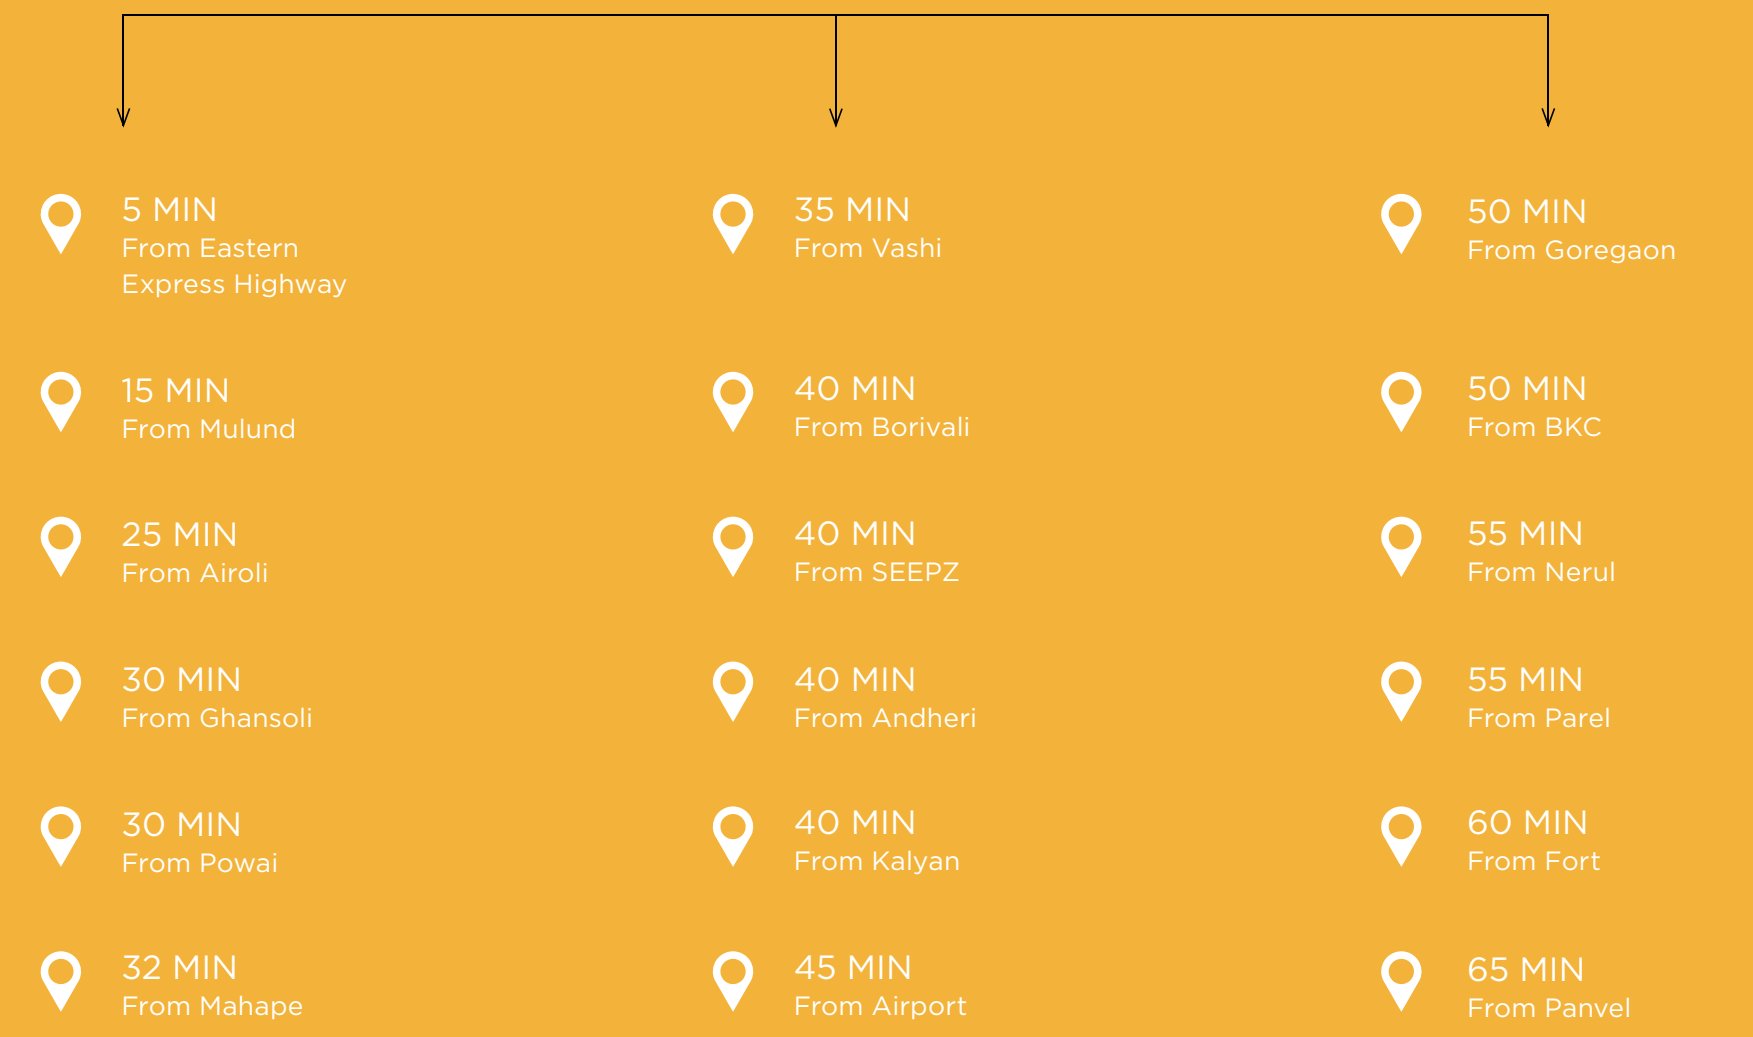 5 MIN
From Eastern
Express Highway
15 MIN
From Mulund
25 MIN
From Airoli
30 MIN
From Ghansoli
30 MIN
From Powai
32 MIN
From Mahape
35 MIN
From Vashi
40 MIN
From Borivali
40 MIN
From SEEPZ
40 MIN
From Andheri
40 MIN
From Kalyan
45 MIN
From Airport
50 MIN
From Goregaon
50 MIN
From BKC
55 MIN
From Nerul
55 MIN
From Parel
60 MIN
From Fort
65 MIN
From Panvel